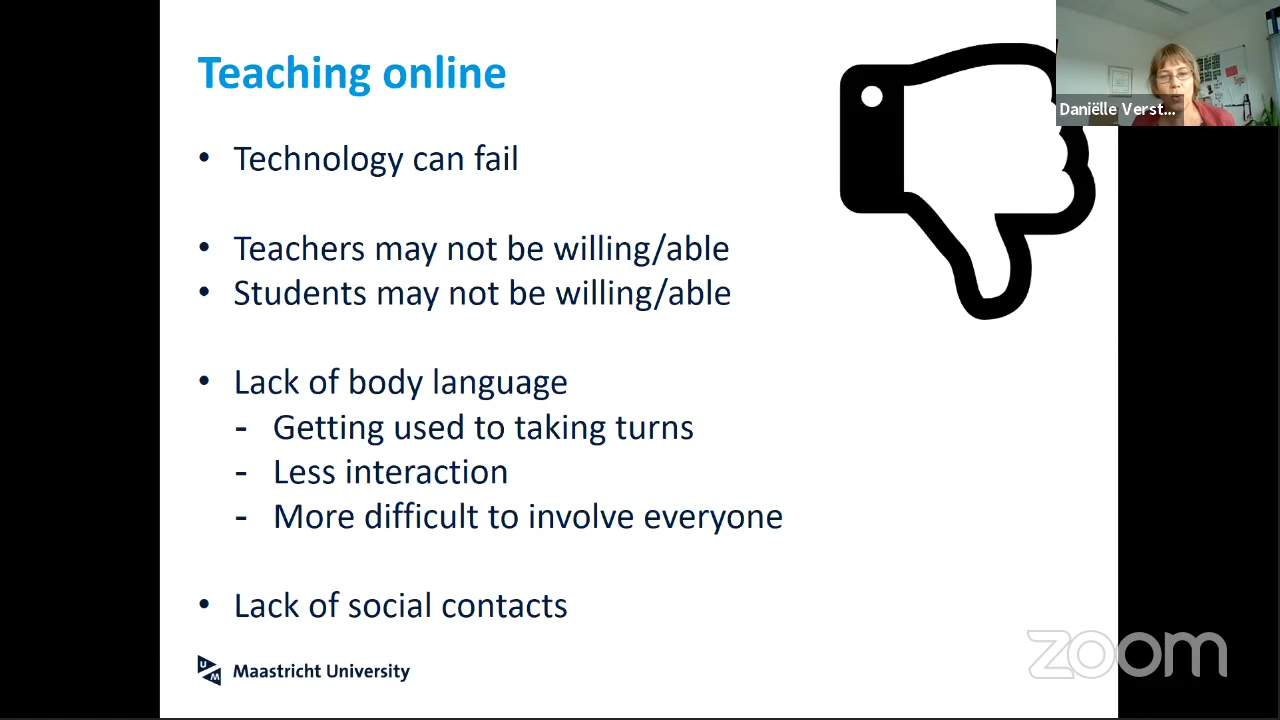 Teaching online
Daniëlle Verst...
• Technology can fail
• Teachers may not be willing/able
• Students may not be willing/able
• Lack of body language
- Getting used to taking turns
- Less interaction
- More difficult to involve everyone
• Lack of social contacts
UM Maastricht University
zoom